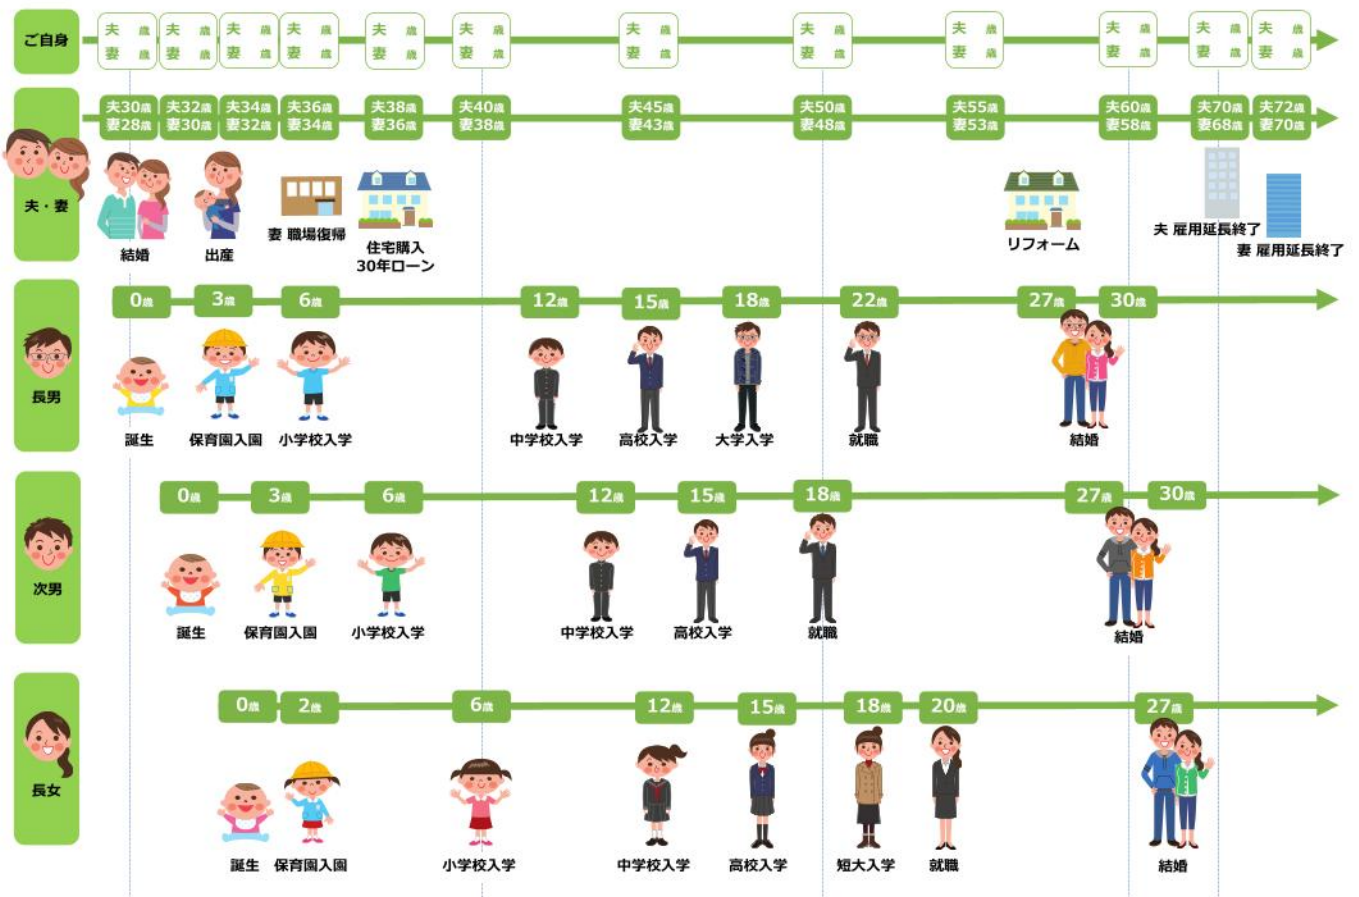 ご自身
夫 歳 夫 歳 夫 歳 夫 歳 夫 歳 夫 歳 夫 歳 夫 歳 夫 歳 夫 歳 夫 歳 夫 歳
妻 歳 妻 歳 妻 歳 妻 歳 妻 歳 妻 歳 妻 歳 妻 歳 妻 歳 妻 歳 妻 歳 妻 歳
夫・妻
夫30歳 夫32歳 夫34歳 夫36歳 夫38歳 夫40歳 夫45歳 夫50歳 夫55歳 夫60歳 夫70歳 夫72歳
妻28歳 妻30歳 妻32歳 妻34歳 妻36歳 妻38歳 妻43歳 妻48歳 妻53歳 妻58歳 妻68歳 妻70歳
結婚
出産
妻 職場復帰
住宅購入
30年ローン
リフォーム
夫 雇用延長終了
妻 雇用延長終了
長男
0歳 3歳 6歳 12歳 15歳 18歳 22歳 27歳 30歳
誕生 保育園入園 小学校入学 中学校入学 高校入学 大学入学 就職 結婚
次男
0歳 3歳 6歳 12歳 15歳 18歳 27歳 30歳
誕生 保育園入園 小学校入学 中学校入学 高校入学 就職 結婚
長女
0歳 2歳 6歳 12歳 15歳 18歳 20歳 27歳
誕生 保育園入園 小学校入学 中学校入学 高校入学 短大入学 就職 結婚